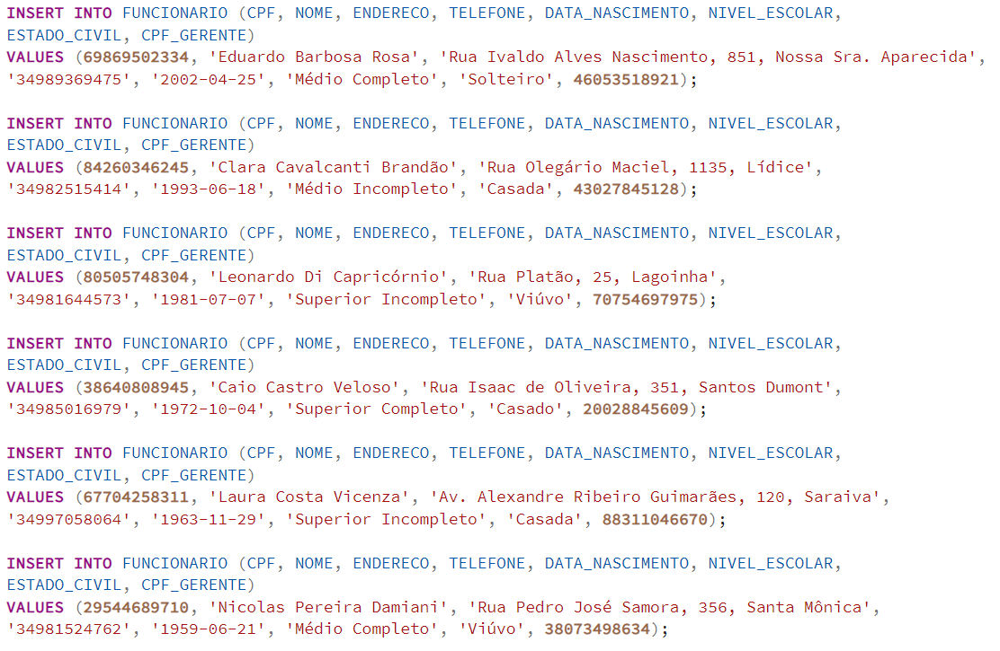 INSERT INTO FUNCIONARIO (CPF, NOME, ENDERECO, TELEFONE, DATA_NASCIMENTO, NIVEL_ESCOLAR,
ESTADO_CIVIL, CPF_GERENTE)
VALUES (69869502334, 'Eduardo Barbosa Rosa', 'Rua Ivaldo Alves Nascimento, 851, Nossa Sra. Aparecida',
'34989369475', '2002-04-25', 'Médio Completo', 'Solteiro', 46053518921);
INSERT INTO FUNCIONARIO (CPF, NOME, ENDERECO, TELEFONE, DATA_NASCIMENTO, NIVEL_ESCOLAR,
ESTADO_CIVIL, CPF_GERENTE)
VALUES (84260346245, 'Clara Cavalcanti Brandão', 'Rua Olegário Maciel, 1135, Lídice',
'34982515414', '1993-06-18', 'Médio Incompleto', 'Casada', 43027845128);
INSERT INTO FUNCIONARIO (CPF, NOME, ENDERECO, TELEFONE, DATA_NASCIMENTO, NIVEL_ESCOLAR,
ESTADO_CIVIL, CPF_GERENTE)
VALUES (80505748304, 'Leonardo Di Capricórnio', 'Rua Platão, 25, Lagoinha',
'34981644573', '1981-07-07', 'Superior Incompleto', 'Viúvo', 70754697975);
INSERT INTO FUNCIONARIO (CPF, NOME, ENDERECO, TELEFONE, DATA_NASCIMENTO, NIVEL_ESCOLAR,
ESTADO_CIVIL, CPF_GERENTE)
VALUES (38640808945, 'Caio Castro Veloso', 'Rua Isaac de Oliveira, 351, Santos Dumont',
'34985016979', '1972-10-04', 'Superior Completo', 'Casado', 20028845609);
INSERT INTO FUNCIONARIO (CPF, NOME, ENDERECO, TELEFONE, DATA_NASCIMENTO, NIVEL_ESCOLAR,
ESTADO_CIVIL, CPF_GERENTE)
VALUES (67704258311, 'Laura Costa Vicenza', 'Av. Alexandre Ribeiro Guimarães, 120, Saraiva',
'34997058064', '1963-11-29', 'Superior Incompleto', 'Casada', 88311046670);
INSERT INTO FUNCIONARIO (CPF, NOME, ENDERECO, TELEFONE, DATA_NASCIMENTO, NIVEL_ESCOLAR,
ESTADO_CIVIL, CPF_GERENTE)
VALUES (29544689710, 'Nicolas Pereira Damiani', 'Rua Pedro José Samora, 356, Santa Mônica',
'34981524762', '1959-06-21', 'Médio Completo', 'Viúvo', 38073498634);